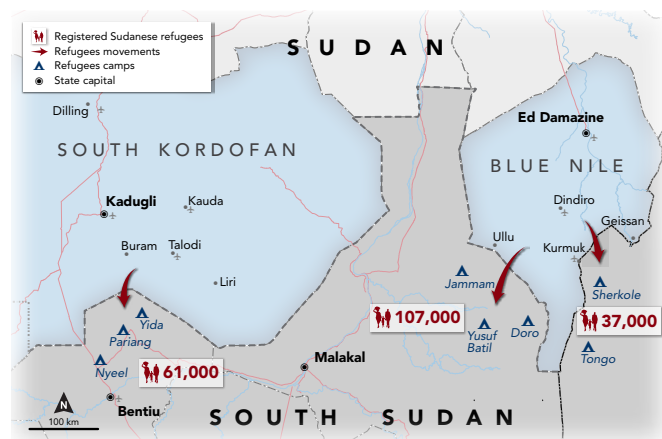 Registered Sudanese refugees
Refugees movements
Refugees camps
State capital
SUDAN
Dilling
Ed Damazine
SOUTH KORDOFAN
BLUE NILE
Kadugli
Kauda
Dindiro
Geissan
Ullu
Buram
Talodi
Kurmuk
Liri
Jammam
Sherkole
Yida
Pariang
107,000
Yusuf
Batil
Doro
37,000
Nyeel
61,000
Malakal
Tongo
N
Bentiu
100 km
SOUTH SUDAN